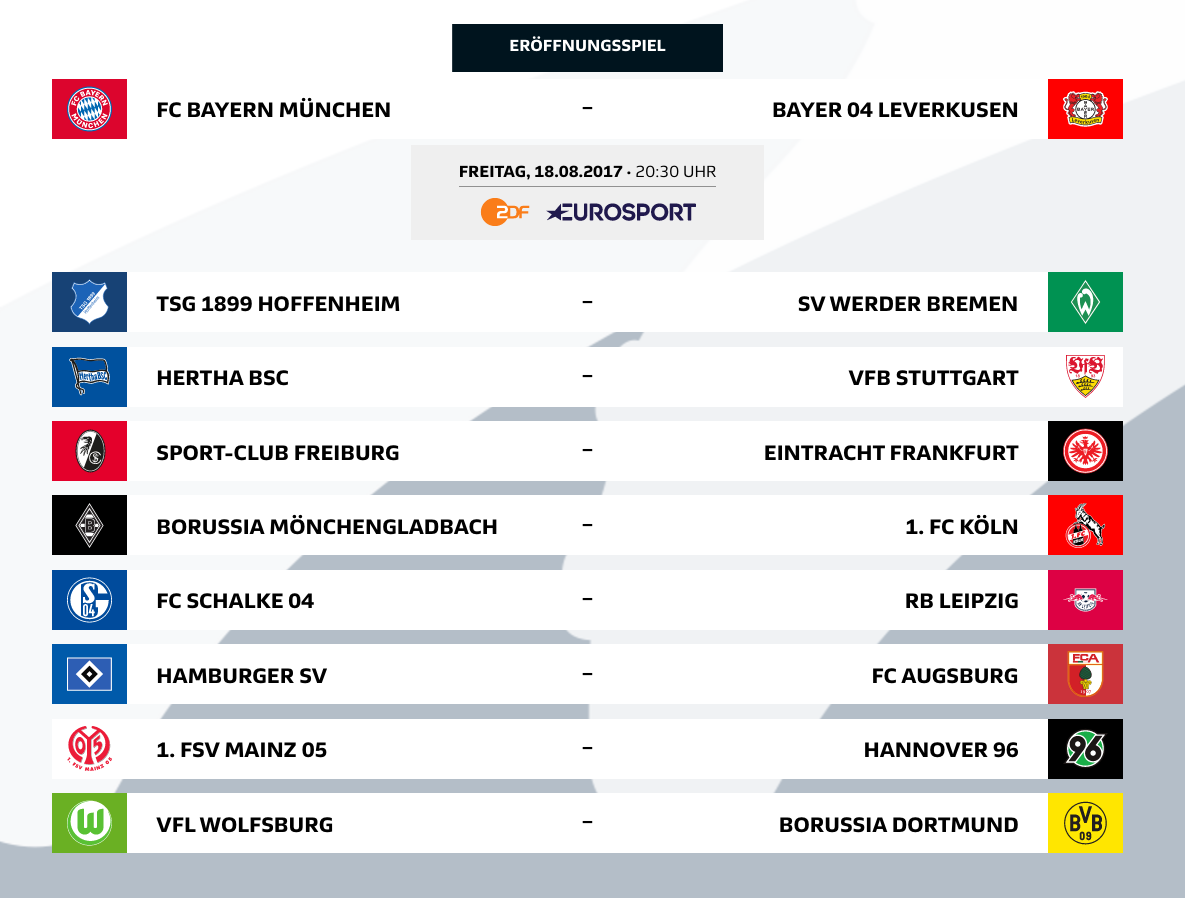 ERÖFFNUNGSSPIEL
FC BAYERN MÜNCHEN – BAYER 04 LEVERKUSEN
FREITAG, 18.08.2017 · 20:30 UHR
ZDF EUROSPORT
TSG 1899 HOFFENHEIM – SV WERDER BREMEN
HERTHA BSC – VFB STUTTGART
SPORT-CLUB FREIBURG – EINTRACHT FRANKFURT
BORUSSIA MÖNCHENGLADBACH – 1. FC KÖLN
FC SCHALKE 04 – RB LEIPZIG
HAMBURGER SV – FC AUGSBURG
1. FSV MAINZ 05 – HANNOVER 96
VFL WOLFSBURG – BORUSSIA DORTMUND